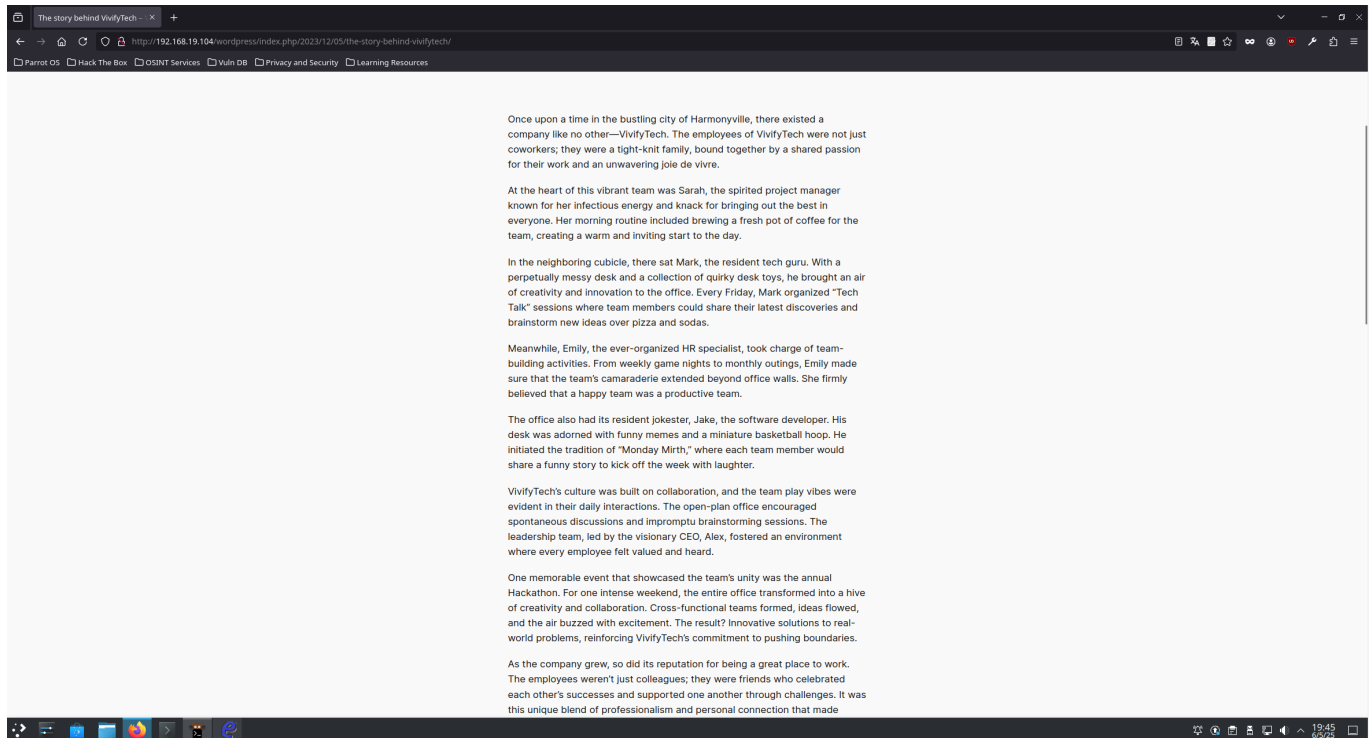 The story behind VivifyTech -
http://192.168.19.104/wordpress/index.php/2023/12/05/the-story-behind-vivifytech/
Parrot OS Hack The Box OSINT Services Vuln DB Privacy and Security Learning Resources
Once upon a time in the bustling city of Harmonyville, there existed a
company like no other—VivifyTech. The employees of VivifyTech were not just
coworkers; they were a tight-knit family, bound together by a shared passion
for their work and an unwavering joie de vivre.
At the heart of this vibrant team was Sarah, the spirited project manager
known for her infectious energy and knack for bringing out the best in
everyone. Her morning routine included brewing a fresh pot of coffee for the
team, creating a warm and inviting start to the day.
In the neighboring cubicle, there sat Mark, the resident tech guru. With a
perpetually messy desk and a collection of quirky desk toys, he brought an air
of creativity and innovation to the office. Every Friday, Mark organized “Tech
Talk” sessions where team members could share their latest discoveries and
brainstorm new ideas over pizza and sodas.
Meanwhile, Emily, the ever-organized HR specialist, took charge of team-
building activities. From weekly game nights to monthly outings, Emily made
sure that the team’s camaraderie extended beyond office walls. She firmly
believed that a happy team was a productive team.
The office also had its resident jokester, Jake, the software developer. His
desk was adorned with funny memes and a miniature basketball hoop. He
initiated the tradition of “Monday Mirth,” where each team member would
share a funny story to kick off the week with laughter.
VivifyTech’s culture was built on collaboration, and the team play vibes were
evident in their daily interactions. The open-plan office encouraged
spontaneous discussions and impromptu brainstorming sessions. The
leadership team, led by the visionary CEO, Alex, fostered an environment
where every employee felt valued and heard.
One memorable event that showcased the team’s unity was the annual
Hackathon. For one intense weekend, the entire office transformed into a hive
of creativity and collaboration. Cross-functional teams formed, ideas flowed,
and the air buzzed with excitement. The result? Innovative solutions to real-
world problems, reinforcing VivifyTech’s commitment to pushing boundaries.
As the company grew, so did its reputation for being a great place to work.
The employees weren’t just colleagues; they were friends who celebrated
each other’s successes and supported one another through challenges. It was
this unique blend of professionalism and personal connection that made
19:45
6/5/25